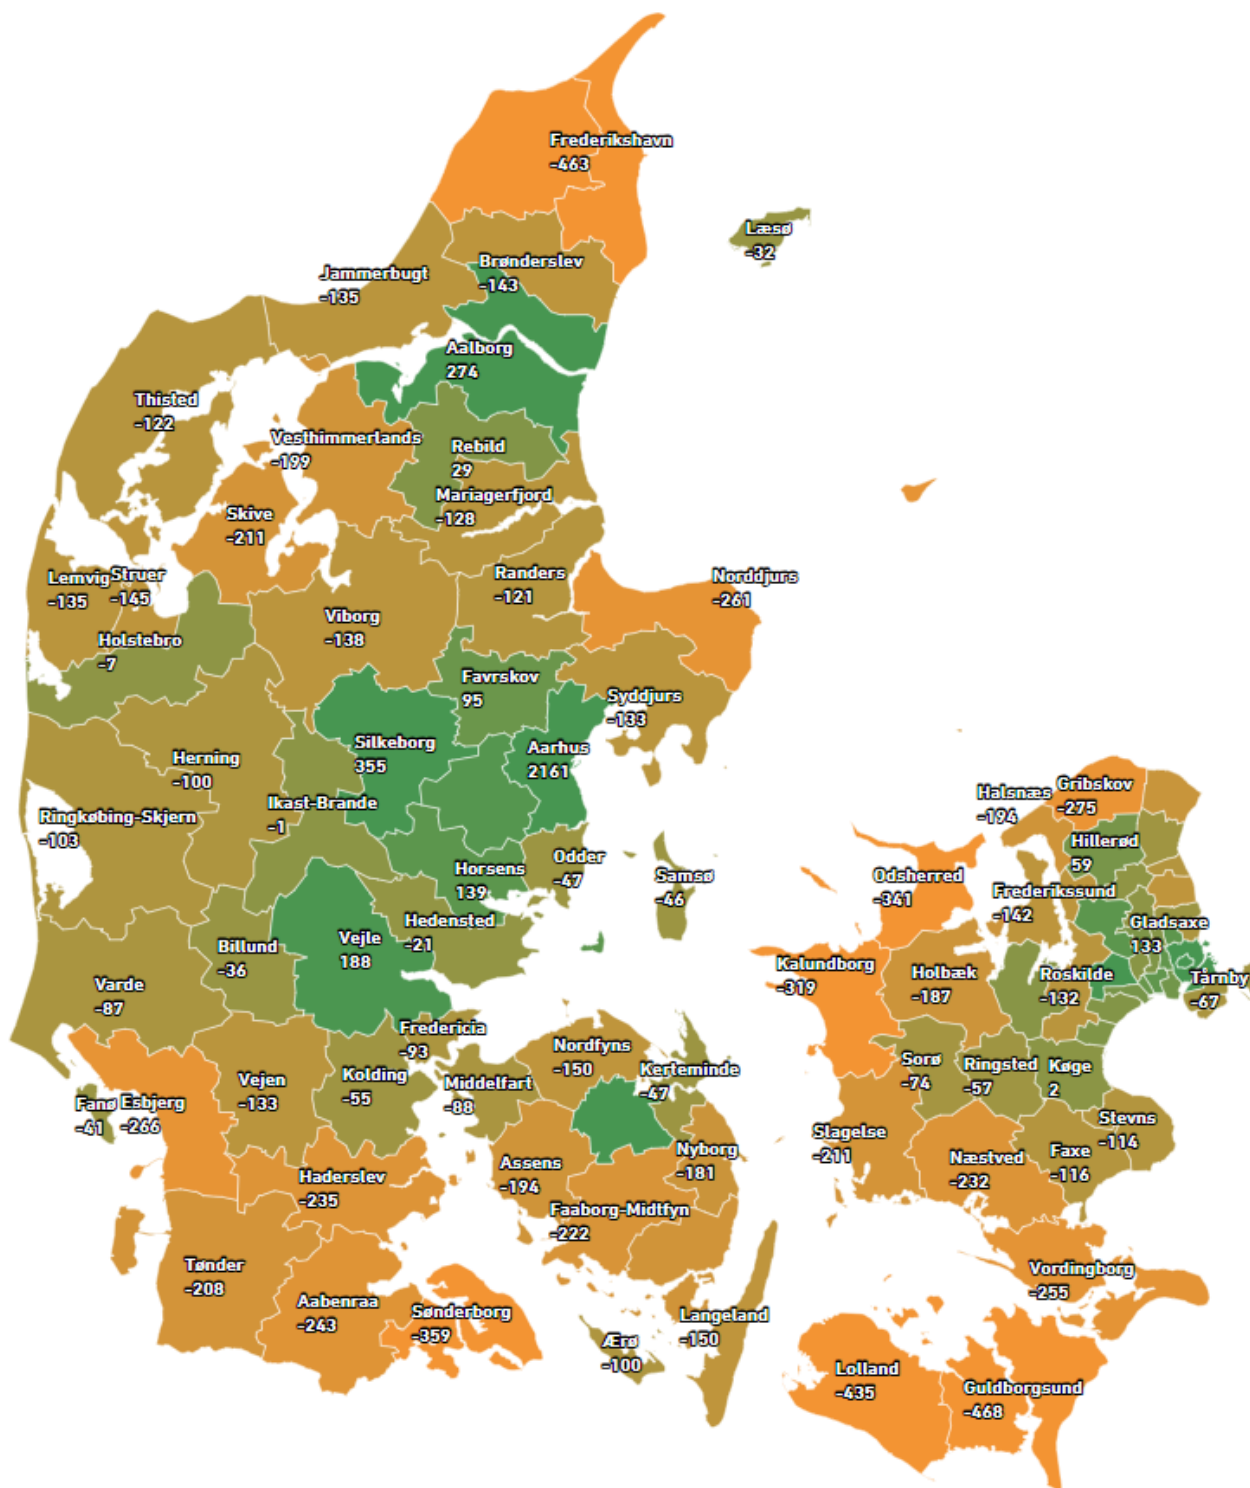 Frederikshavn
-463
Læsø
-32
Brønderslev
-143
Jammerbugt
-135
Aalborg
274
Thisted
-122
Vesthimmerlands
-199
Rebild
29
Mariagerfjord
-128
Skive
-211
Lemvig
-135
Struer
-145
Randers
-121
Norddjurs
-261
Viborg
-138
Holstebro
-7
Favrskov
95
Syddjurs
-133
Silkeborg
355
Aarhus
2161
Herning
-100
Ikast-Brande
-1
Ringkøbing-Skjern
-103
Halsnæs
-194
Gribskov
-275
Hillerød
59
Odder
-47
Horsens
139
Samsø
-46
Odsherred
-341
Frederikssund
-142
Gladsaxe
133
Hedensted
-21
Billund
-36
Vejle
188
Kalundborg
-319
Holbæk
-187
Roskilde
-132
Tårnby
-67
Varde
-87
Fredericia
-93
Nordfyns
-150
Kerteminde
-47
Sorø
-74
Ringsted
-57
Køge
2
Vejen
-133
Kolding
-55
Middelfart
-88
Fanø
-41
Esbjerg
-266
Stevns
-114
Slagelse
-211
Næstved
-232
Faxe
-116
Nyborg
-181
Assens
-194
Haderslev
-235
Faaborg-Midtfyn
-222
Tønder
-208
Vordingborg
-255
Aabenraa
-243
Sønderborg
-359
Langeland
-150
Ærø
-100
Lolland
-435
Guldborgsund
-468